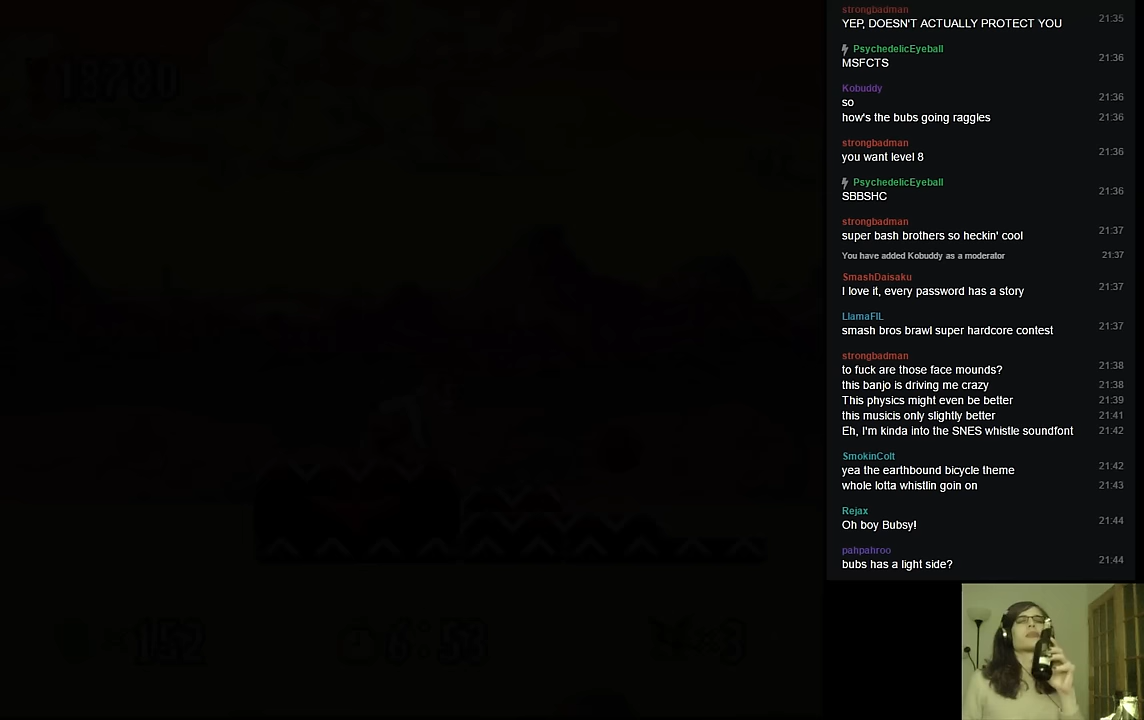 18780
strongbadman
YEP, DOESN'T ACTUALLY PROTECT YOU 21:35
PsychedelicEyeball
MSFCTS 21:36
Kobuddy
so 21:36
how's the bubs going raggles 21:36
strongbadman
you want level 8 21:36
PsychedelicEyeball
SBBSHC 21:36
strongbadman
super bash brothers so heckin' cool 21:37
You have added Kobuddy as a moderator 21:37
SmashDaisaku
I love it, every password has a story 21:37
LlamaFIL
smash bros brawl super hardcore contest 21:37
strongbadman
to fuck are those face mounds? 21:38
this banjo is driving me crazy 21:38
This physics might even be better 21:39
this musicis only slightly better 21:41
Eh, I'm kinda into the SNES whistle soundfont 21:42
SmokinColt
yea the earthbound bicycle theme 21:42
whole lotta whistlin goin on 21:43
Rejax
Oh boy Bubsy! 21:44
pahpahroo
bubs has a light side? 21:44
×152 6:53 ×3